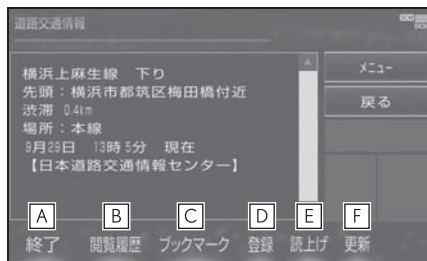 道路交通情報
横浜上麻生線 下り
先頭：横浜市都筑区梅田橋付近
渋滞 0.4km
場所：本線
9月29日 13時 5分 現在
【日本道路交通情報センター】
メニュー
戻る
A B C D E F
終了 閲覧履歴 ブックマーク 登録 読上げ 更新